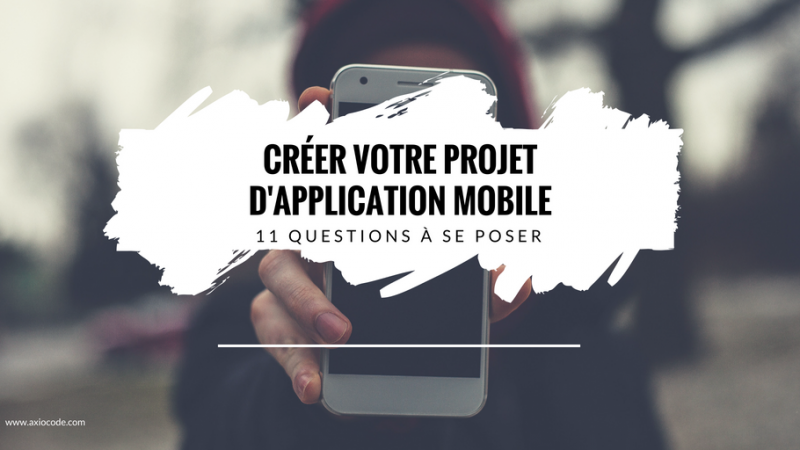 CRÉER VOTRE PROJET
D'APPLICATION MOBILE
11 QUESTIONS À SE POSER
www.axiocode.com